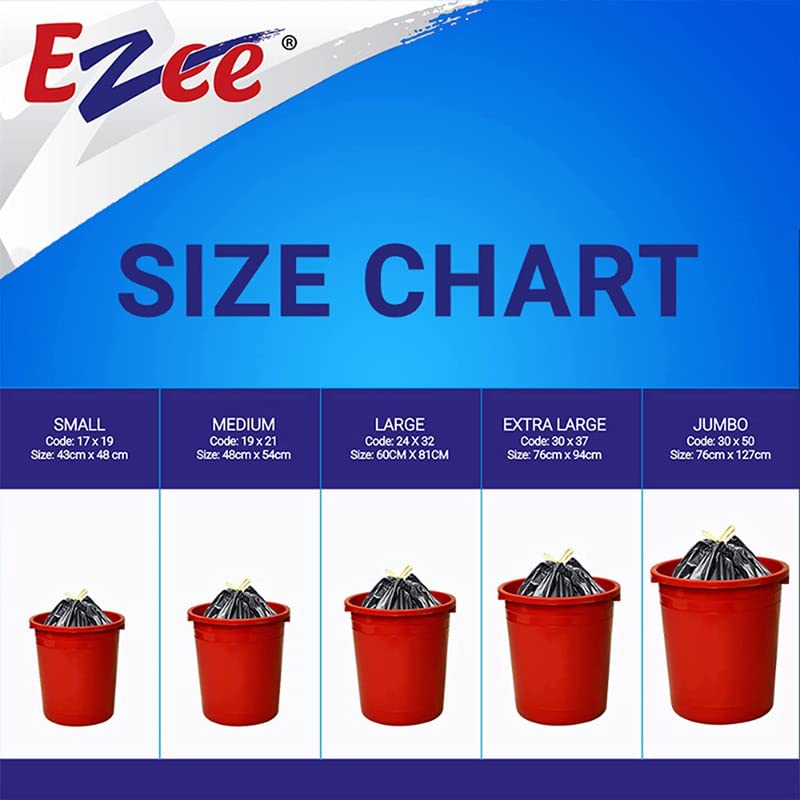 Ezee®
SIZE CHART
SMALL
Code: 17 x 19
Size: 43cm x 48 cm
MEDIUM
Code: 19 x 21
Size: 48cm x 54cm
LARGE
Code: 24 X 32
Size: 60CM X 81CM
EXTRA LARGE
Code: 30 x 37
Size: 76cm x 94cm
JUMBO
Code: 30 x 50
Size: 76cm x 127cm